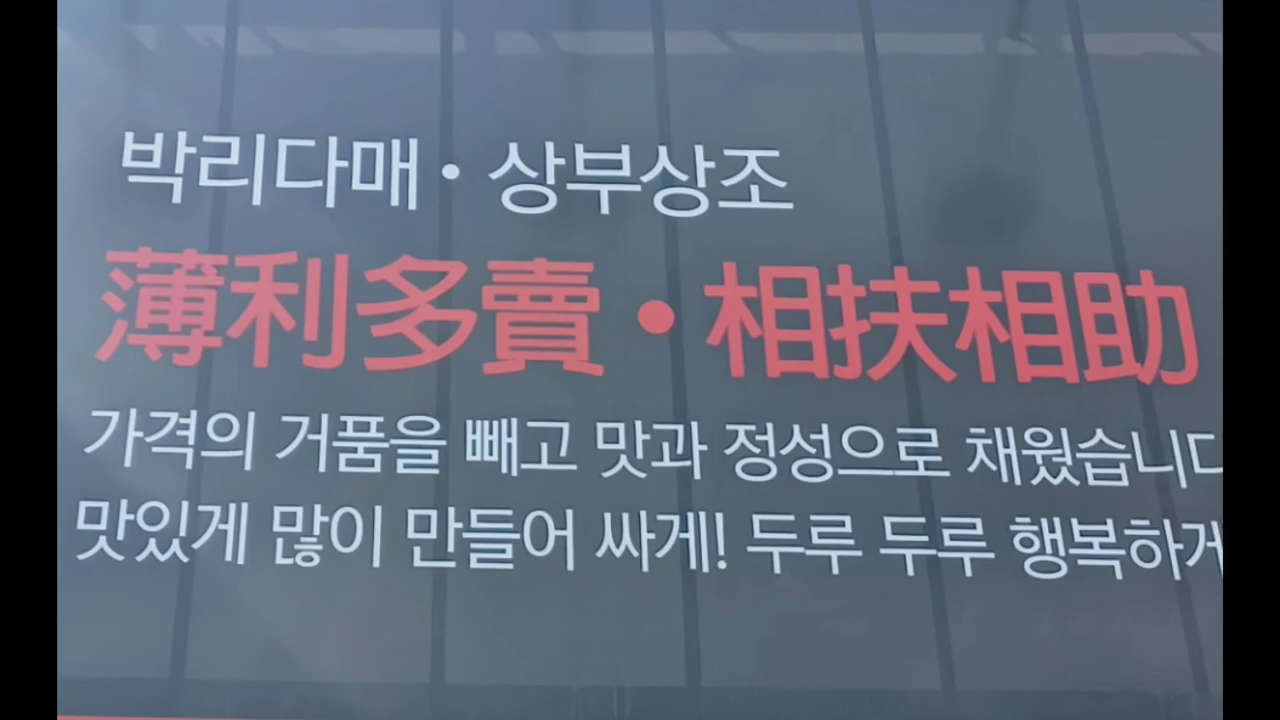 박리다매 · 상부상조
薄利多賣 · 相扶相助
가격의 거품을 빼고 맛과 정성으로 채웠습니다
맛있게 많이 만들어 싸게! 두루 두루 행복하게